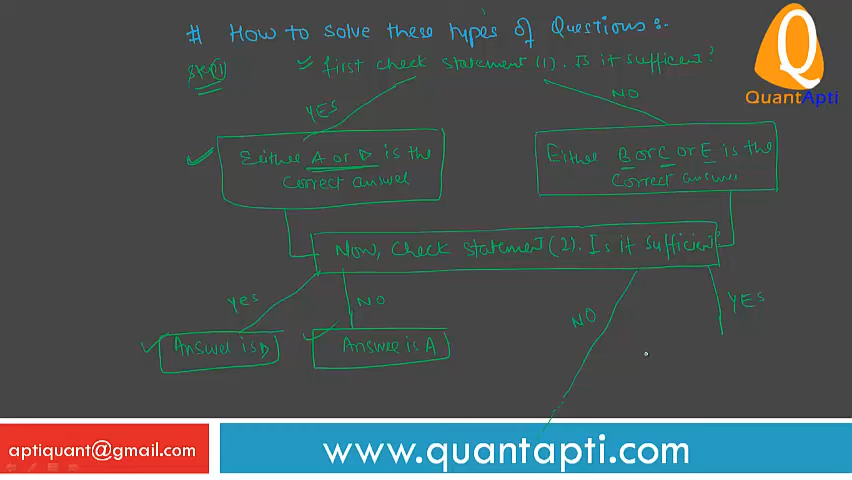 # How to solve these types of Questions:-
Step(1) first check statement (1). Is it sufficient?
QuantApti
YES
NO
Either A or D is the
correct answer
Either B or C or E is the
correct answer
Now, check statement (2). Is it sufficient?
yes
NO
NO
YES
Answer is D
Answer is A
aptiquant@gmail.com
www.quantapti.com